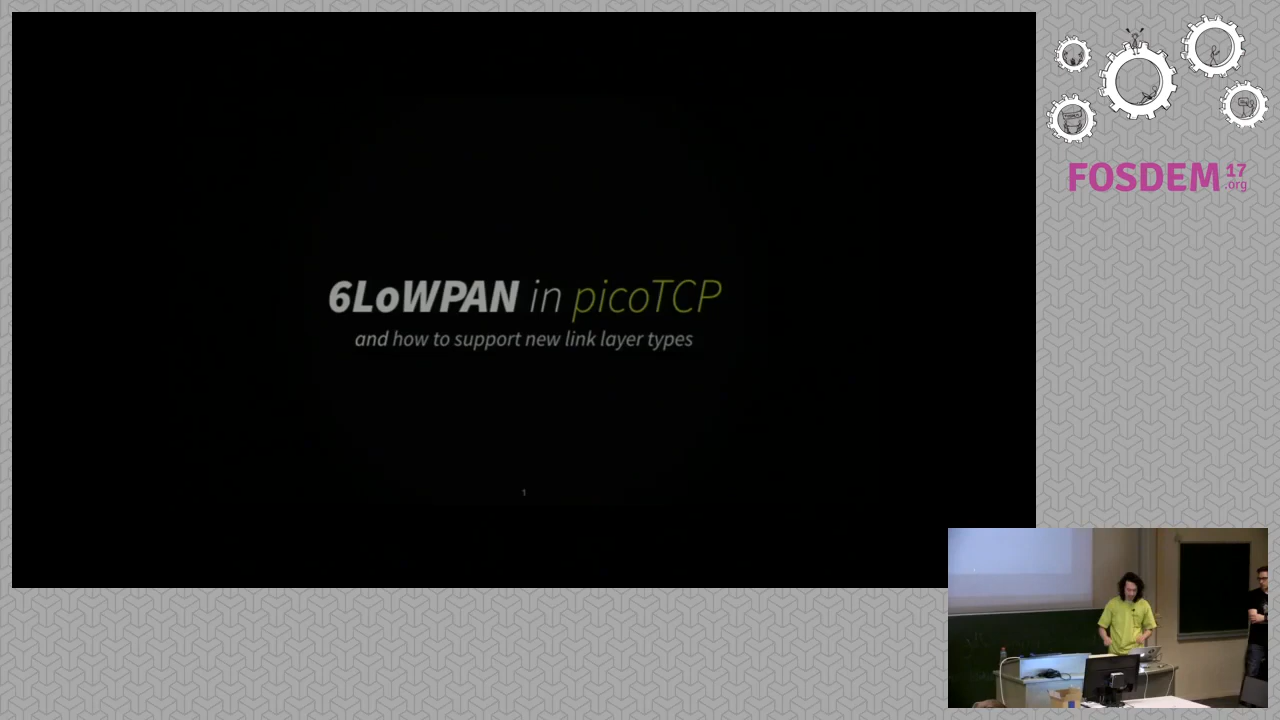 6LoWPAN in picoTCP
and how to support new link layer types
1
FOSDEM 17
.org